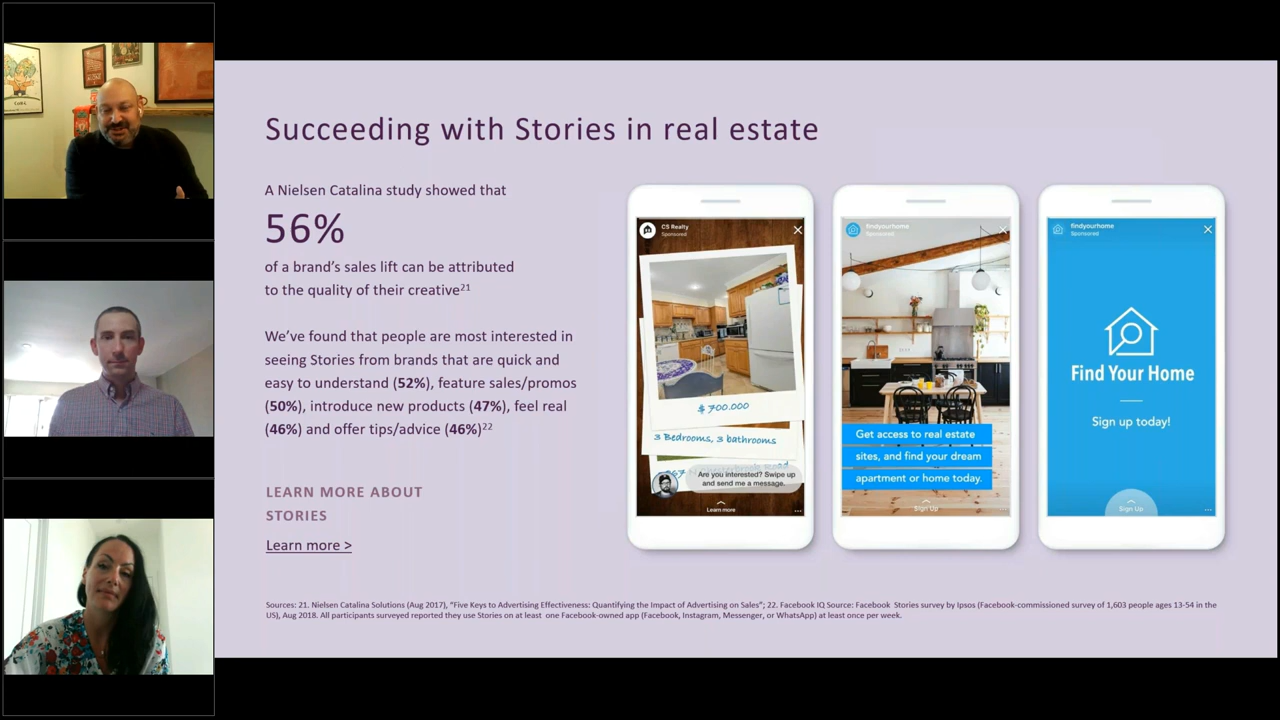 Succeeding with Stories in real estate
A Nielsen Catalina study showed that
56%
of a brand's sales lift can be attributed
to the quality of their creative21
We've found that people are most interested in
seeing Stories from brands that are quick and
easy to understand (52%), feature sales/promos
(50%), introduce new products (47%), feel real
(46%) and offer tips/advice (46%)22
LEARN MORE ABOUT
STORIES
Learn more >
CS Realty
Sponsored
$ 700.000
3 Bedrooms, 3 bathrooms
Are you interested? Swipe up
and send me a message.
Learn more
findyourhome
Sponsored
Get access to real estate
sites, and find your dream
apartment or home today.
Sign Up
findyourhome
Sponsored
Find Your Home
Sign up today!
Sign Up
Sources: 21. Nielsen Catalina Solutions (Aug 2017), "Five Keys to Advertising Effectiveness: Quantifying the Impact of Advertising on Sales"; 22. Facebook IQ Source: Facebook Stories survey by Ipsos (Facebook-commissioned survey of 1,603 people ages 13-54 in the
US), Aug 2018. All participants surveyed reported they use Stories on at least one Facebook-owned app (Facebook, Instagram, Messenger, or WhatsApp) at least once per week.